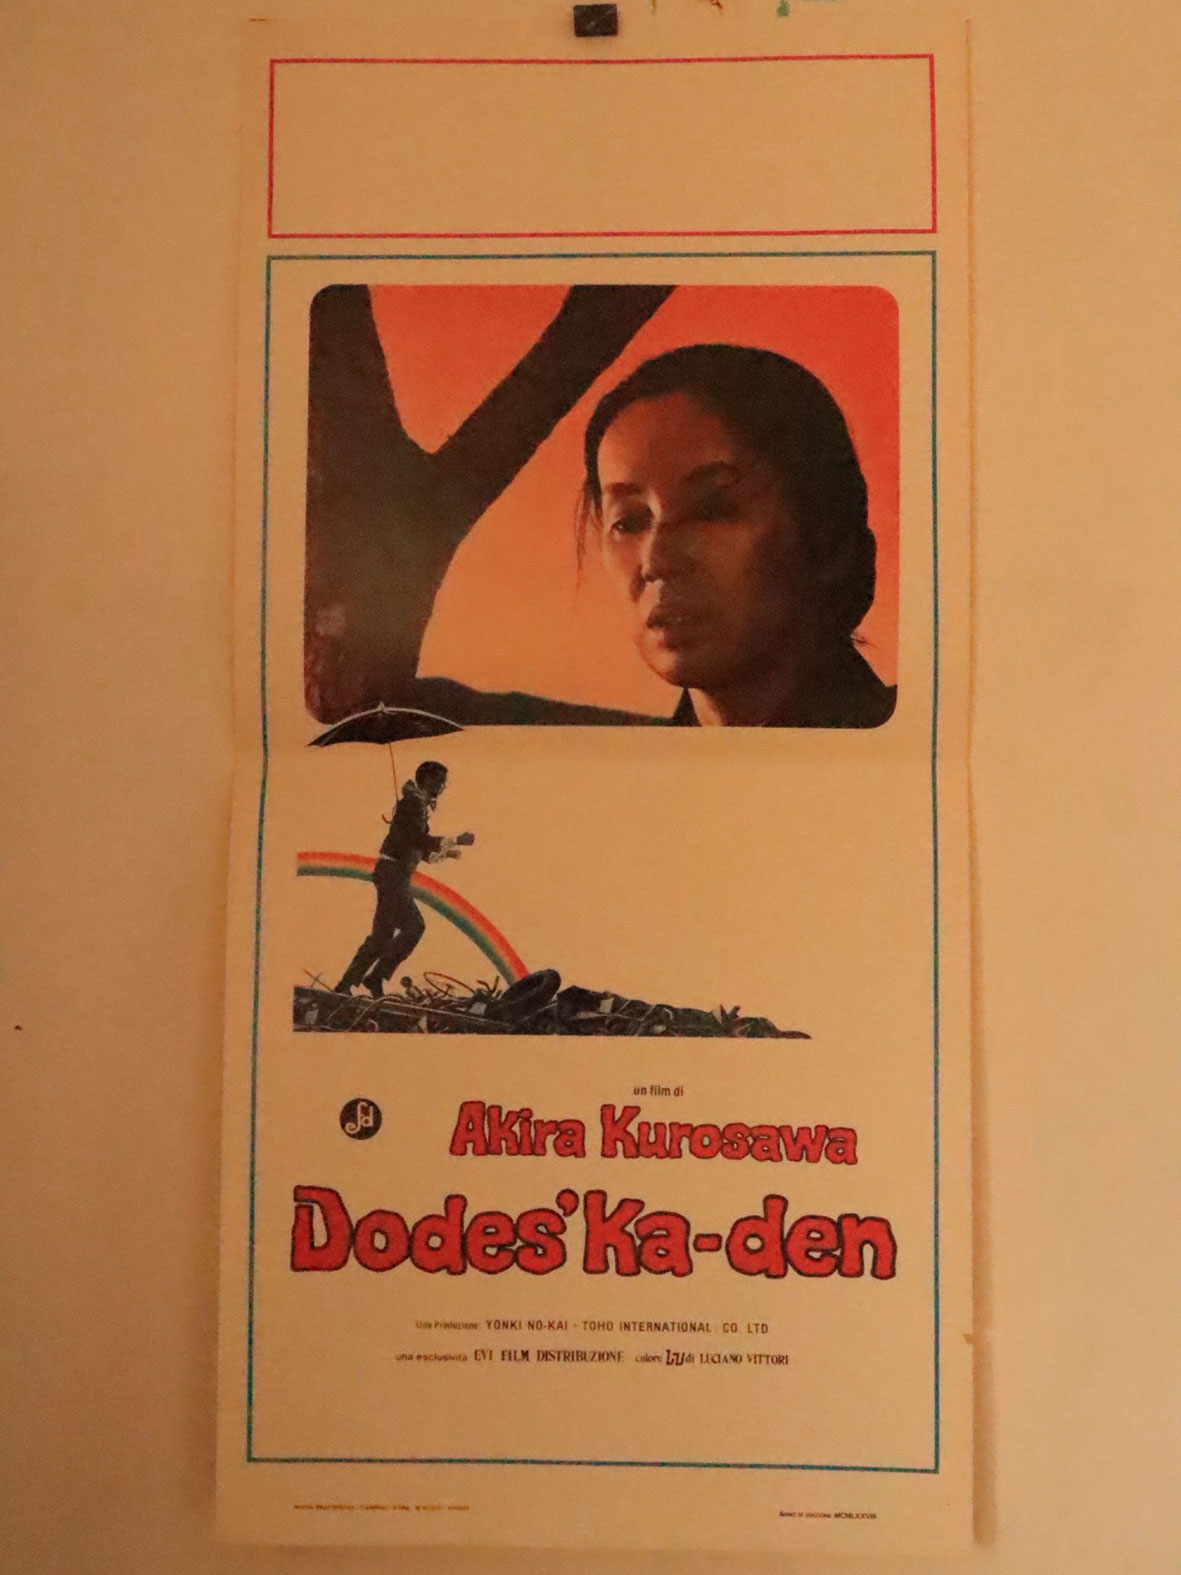 un film di
Akira Kurosawa
Dodes'Ka-den
Una Produzione: YONKI NO-KAI - TOHO INTERNATIONAL CO. LTD
una esclusività EVI FILM DISTRIBUZIONE colore LV di LUCIANO VITTORI